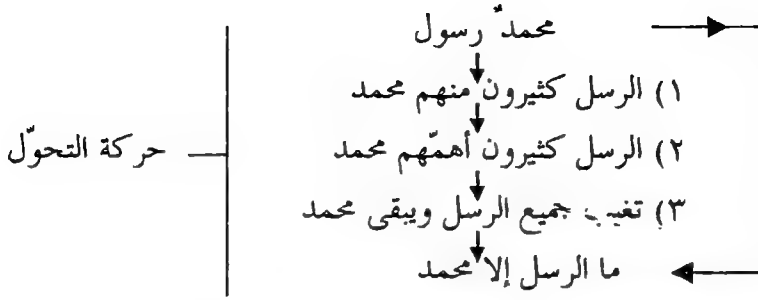 محمدٌ رسول
١) الرسل كثيرون منهم محمد
٢) الرسل كثيرون أهمّهم محمد
حركة التحوّل
٣) تغيب جميع الرسل ويبقى محمد
ما الرسل إلا محمد